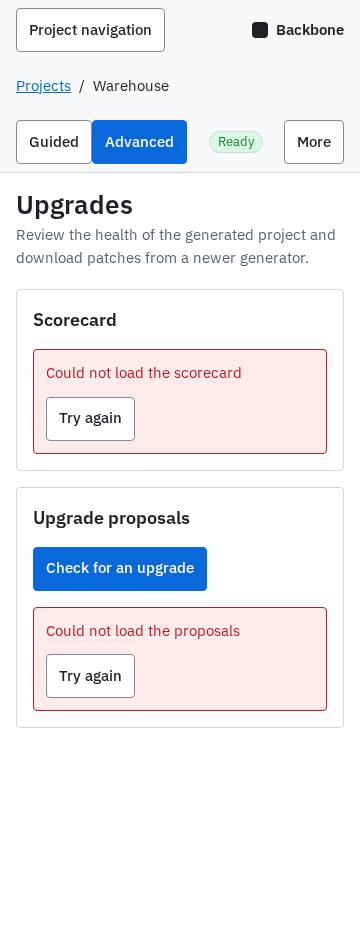 Project navigation
Backbone
Projects / Warehouse
Guided
Advanced
Ready
More
Upgrades
Review the health of the generated project and
download patches from a newer generator.
Scorecard
Could not load the scorecard
Try again
Upgrade proposals
Check for an upgrade
Could not load the proposals
Try again